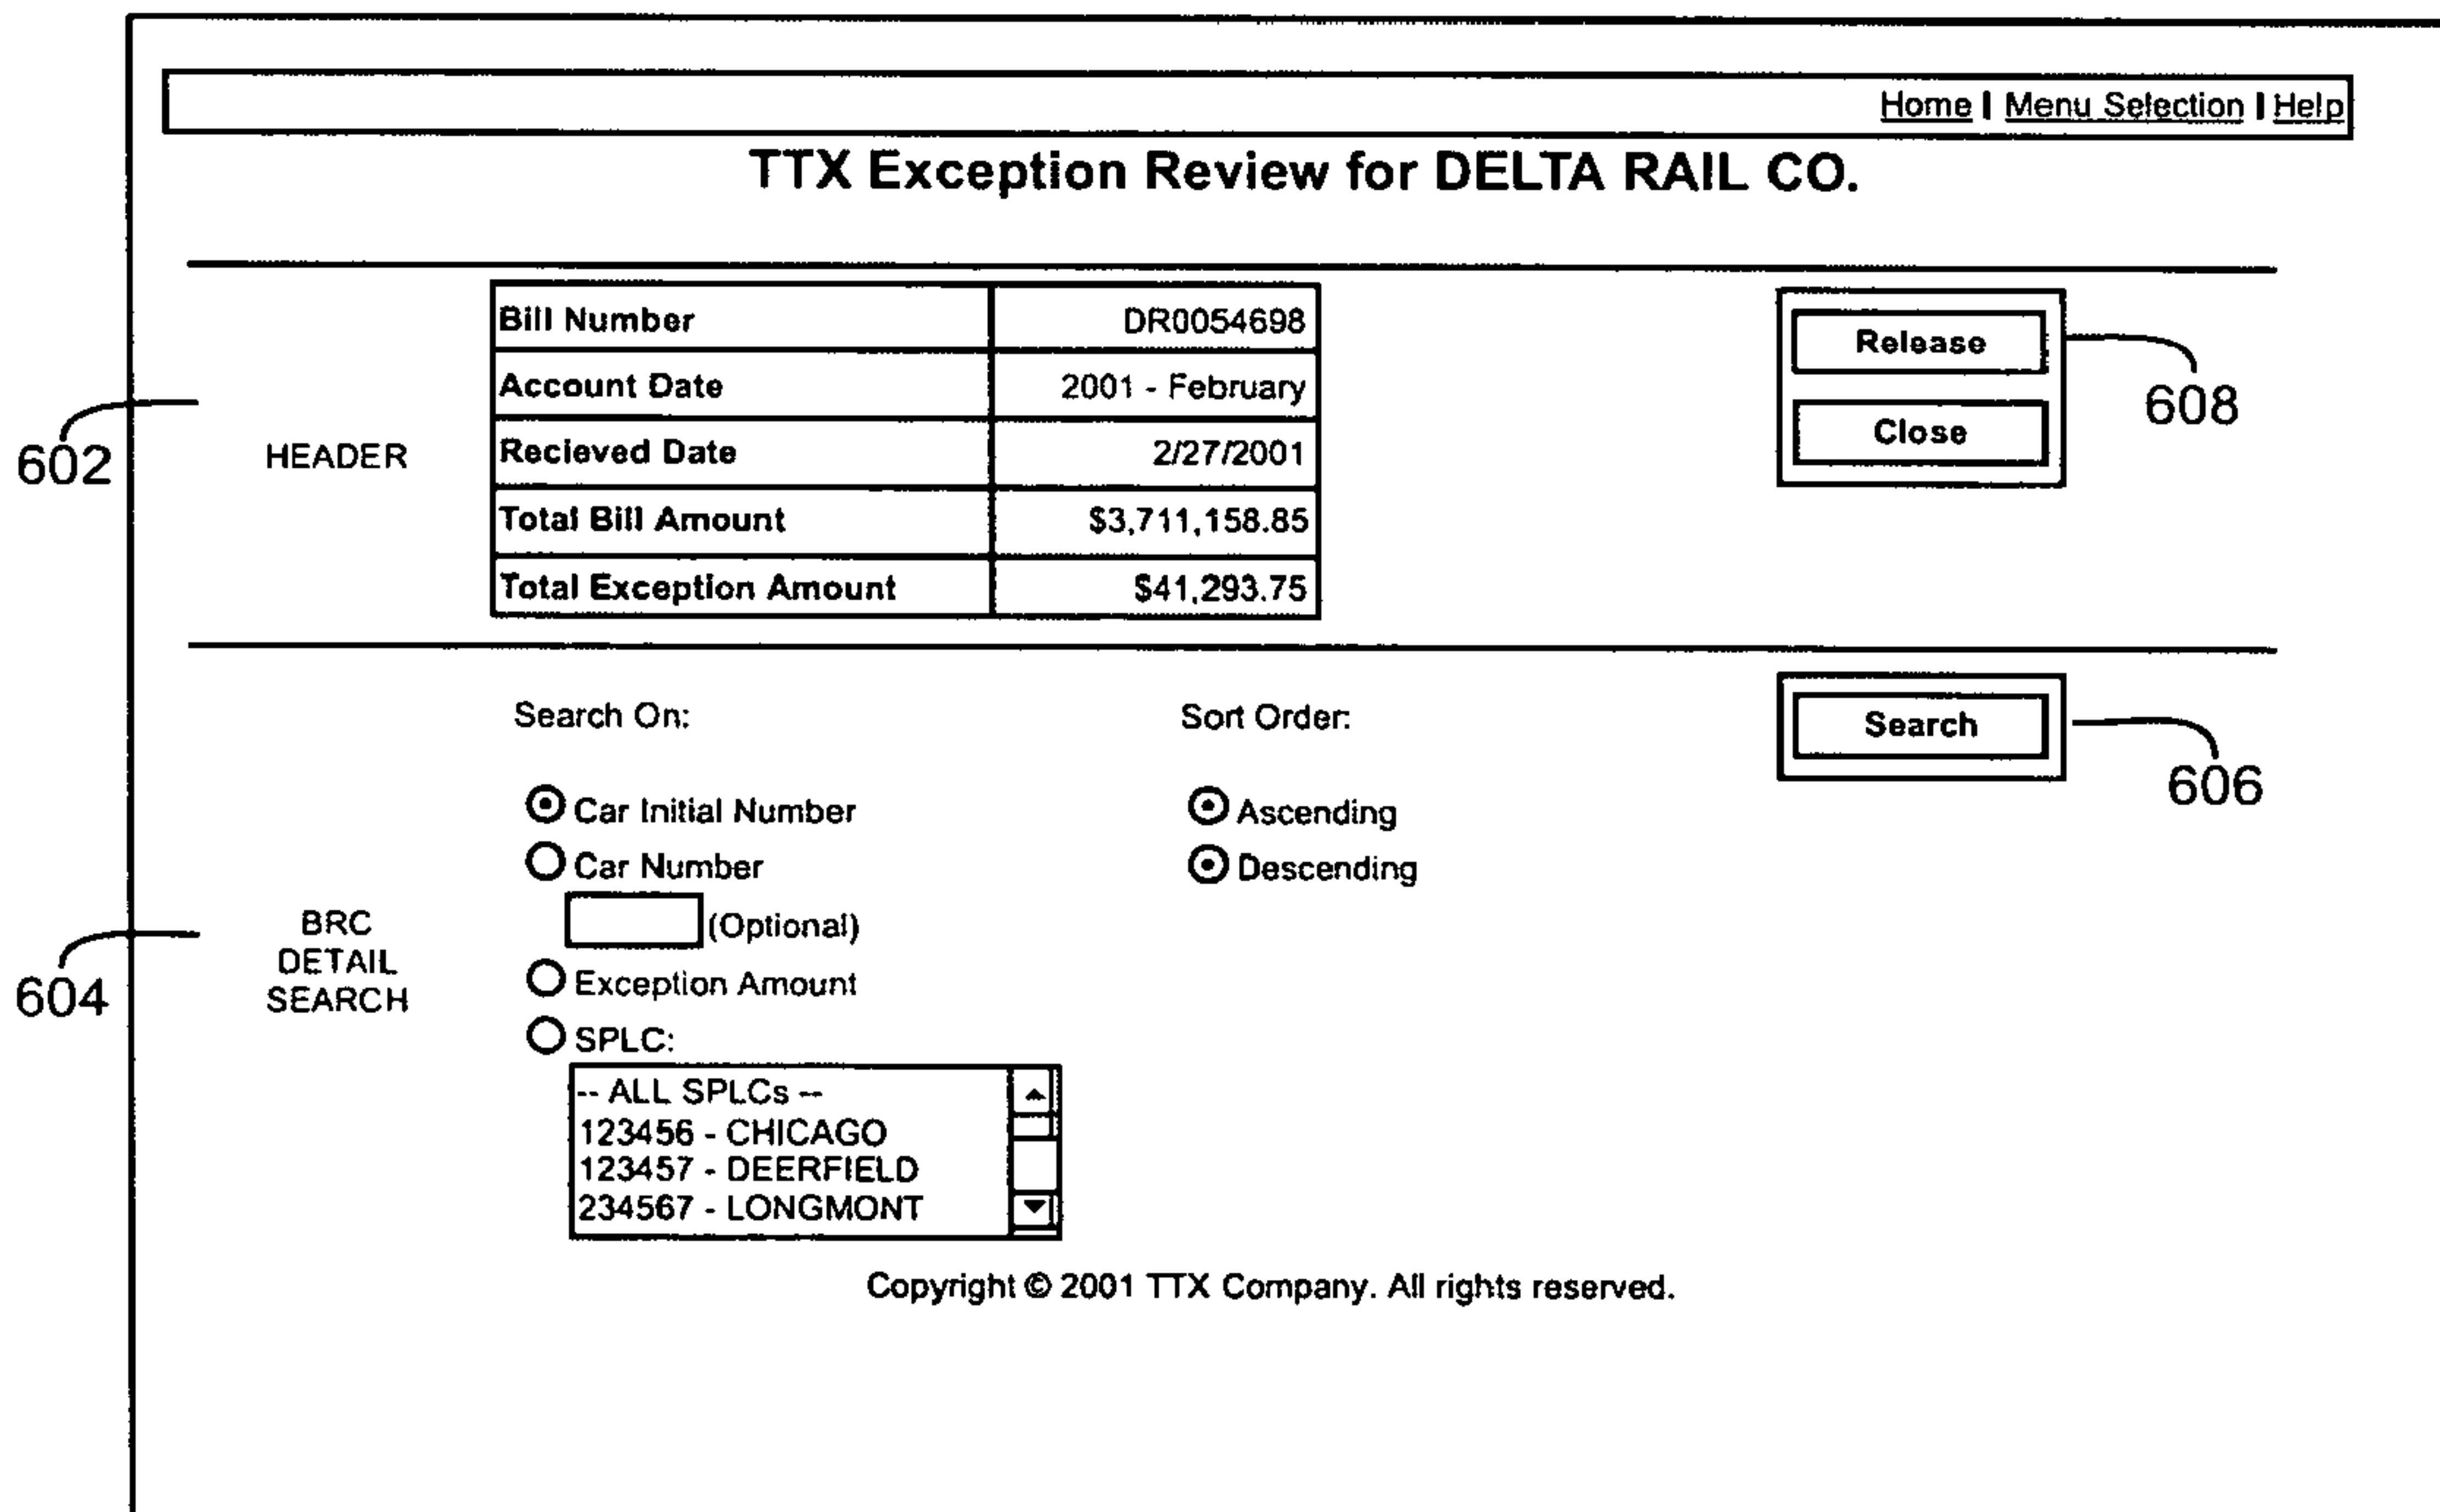 Home | Menu Selection | Help
TTX Exception Review for DELTA RAIL CO.
Bill Number DR0054698
Account Date 2001 - February
Recieved Date 2/27/2001
Total Bill Amount $3,711,158.85
Total Exception Amount $41,293.75
HEADER
602
Release
Close
608
Search On:
Sort Order:
Search
606
Car Initial Number
Ascending
Car Number
Descending
(Optional)
Exception Amount
SPLC:
BRC
DETAIL
SEARCH
604
-- ALL SPLCs --
123456 - CHICAGO
123457 - DEERFIELD
234567 - LONGMONT
Copyright © 2001 TTX Company. All rights reserved.